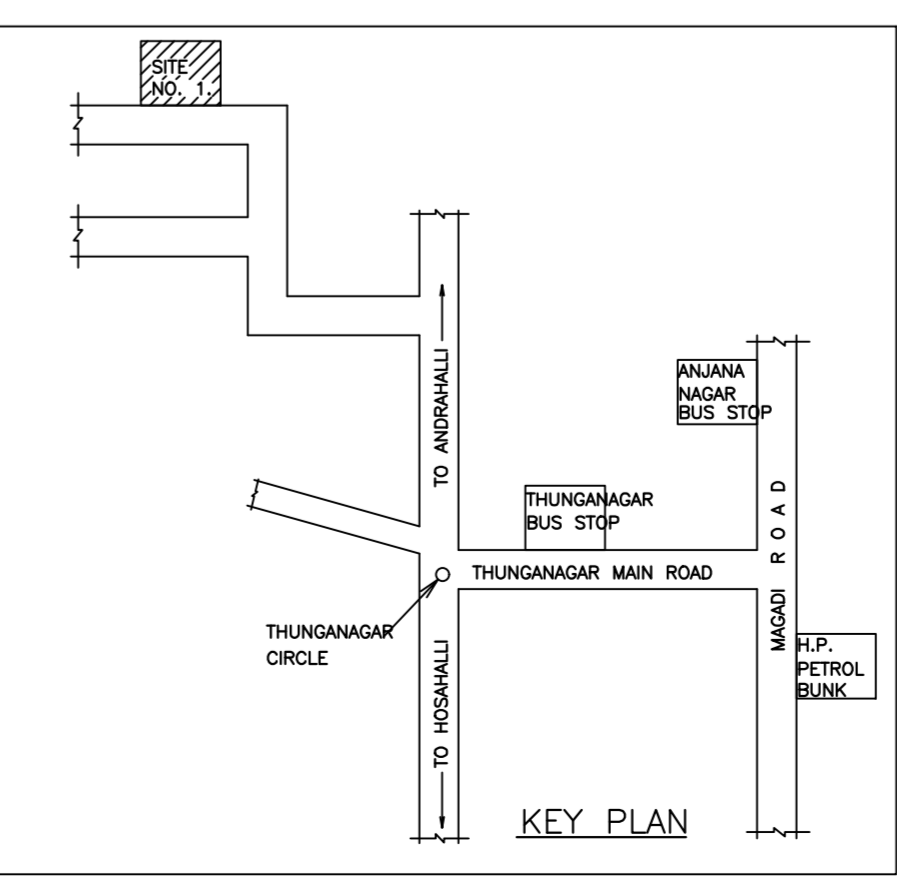 SITE
NO. 1.
TO ANDRAHALLI
ANJANA
NAGAR
BUS STOP
THUNGANAGAR
BUS STOP
MAGADI ROAD
THUNGANAGAR MAIN ROAD
THUNGANAGAR
CIRCLE
H.P.
PETROL
BUNK
TO HOSAHALLI
KEY PLAN